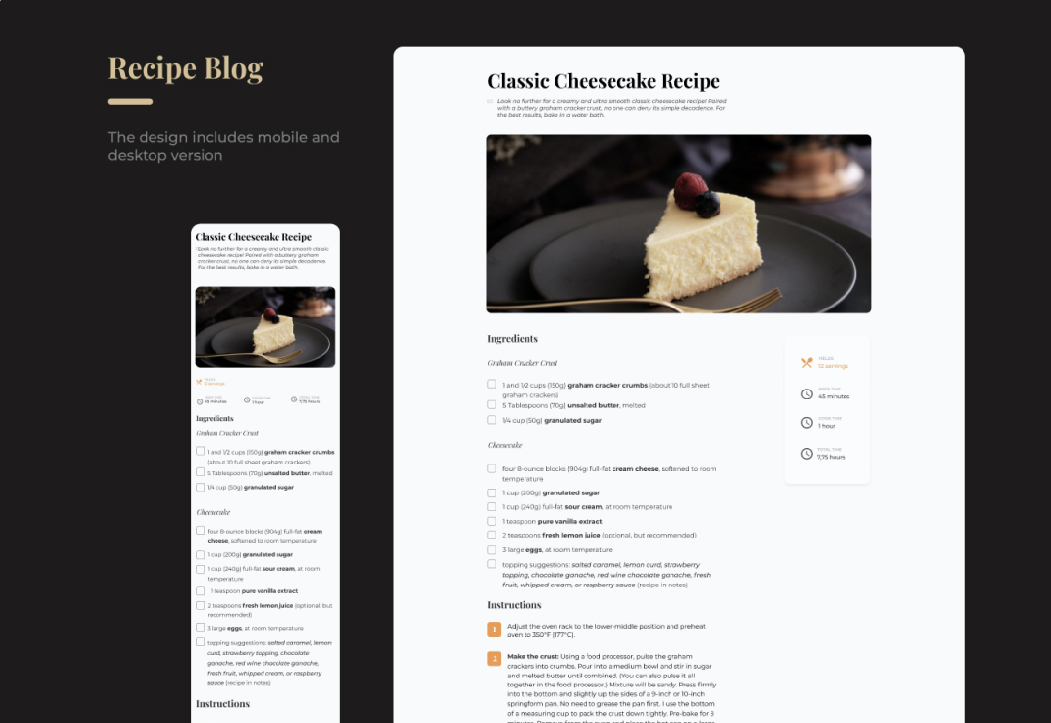 Recipe Blog
The design includes mobile and
desktop version
Classic Cheesecake Recipe
Look no further for a creamy and ultra smooth classic
cheesecake recipe! Paired with a buttery graham
cracker crust, no one can deny its simple decadence.
For the best results, bake in a water bath.
YIELDS
12 servings
45 minutes
1 hour
TOTAL TIME
7,75 hours
Ingredients
Graham Cracker Crust
1 and 1/2 cups (150g) graham cracker crumbs
(about 10 full sheet graham crackers)
5 Tablespoons (70g) unsalted butter, melted
1/4 cup (50g) granulated sugar
Cheesecake
four 8-ounce blocks (904g) full-fat cream
cheese, softened to room temperature
1 cup (200g) granulated sugar
1 cup (240g) full-fat sour cream, at room
temperature
1 teaspoon pure vanilla extract
2 teaspoons fresh lemon juice (optional but
recommended)
3 large eggs, at room temperature
topping suggestions: salted caramel, lemon
curd, strawberry topping, chocolate
ganache, red wine chocolate ganache,
fresh fruit, whipped cream, or raspberry
sauce (recipe in notes)
Instructions
Classic Cheesecake Recipe
Look no further for a creamy and ultra smooth classic cheesecake recipe! Paired
with a buttery graham cracker crust, no one can deny its simple decadence. For
the best results, bake in a water bath.
Ingredients
Graham Cracker Crust
1 and 1/2 cups (150g) graham cracker crumbs (about 10 full sheet
graham crackers)
5 Tablespoons (70g) unsalted butter, melted
1/4 cup (50g) granulated sugar
Cheesecake
four 8-ounce blocks (904g) full-fat cream cheese, softened to room
temperature
1 cup (200g) granulated sugar
1 cup (240g) full-fat sour cream, at room temperature
1 teaspoon pure vanilla extract
2 teaspoons fresh lemon juice (optional, but recommended)
3 large eggs, at room temperature
topping suggestions: salted caramel, lemon curd, strawberry
topping, chocolate ganache, red wine chocolate ganache, fresh
fruit, whipped cream, or raspberry sauce (recipe in notes)
YIELDS
12 servings
45 minutes
COOK TIME
1 hour
TOTAL TIME
7,75 hours
Instructions
1 Adjust the oven rack to the lower-middle position and preheat
oven to 350°F (177°C).
2 Make the crust: Using a food processor, pulse the graham
crackers into crumbs. Pour into a medium bowl and stir in sugar
and melted butter until combined. (You can also pulse it all
together in the food processor.) Mixture will be sandy. Press firmly
into the bottom and slightly up the sides of a 9-inch or 10-inch
springform pan. No need to grease the pan first. I use the bottom
of a measuring cup to pack the crust down tightly. Pre-bake for 8